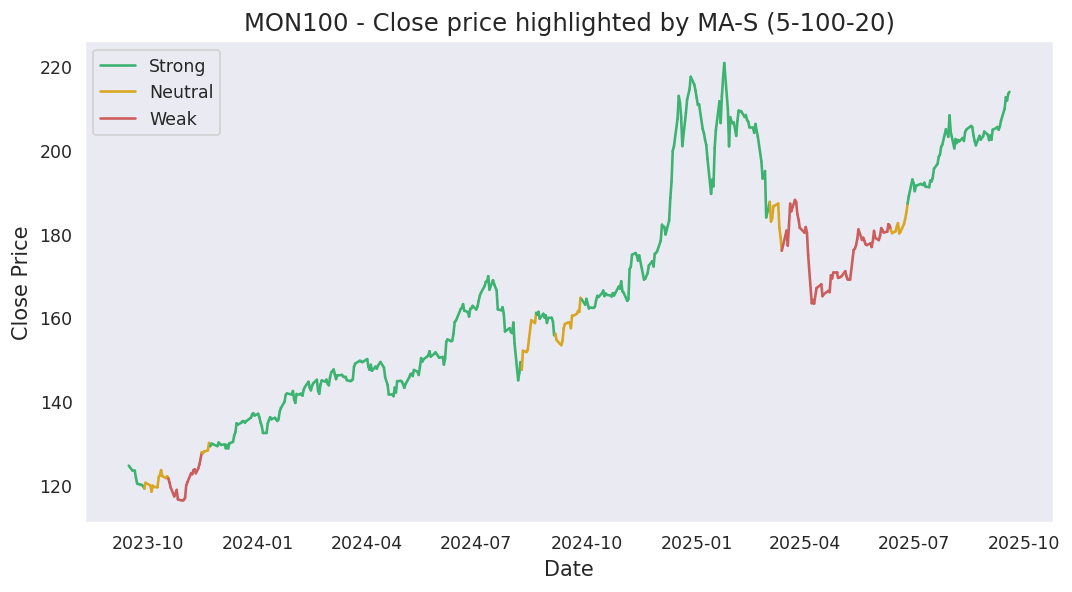 MON100 - Close price highlighted by MA-S (5-100-20)
Strong
Neutral
Weak
Close Price
220
200
180
160
140
120
2023-10
2024-01
2024-04
2024-07
2024-10
2025-01
2025-04
2025-07
2025-10
Date